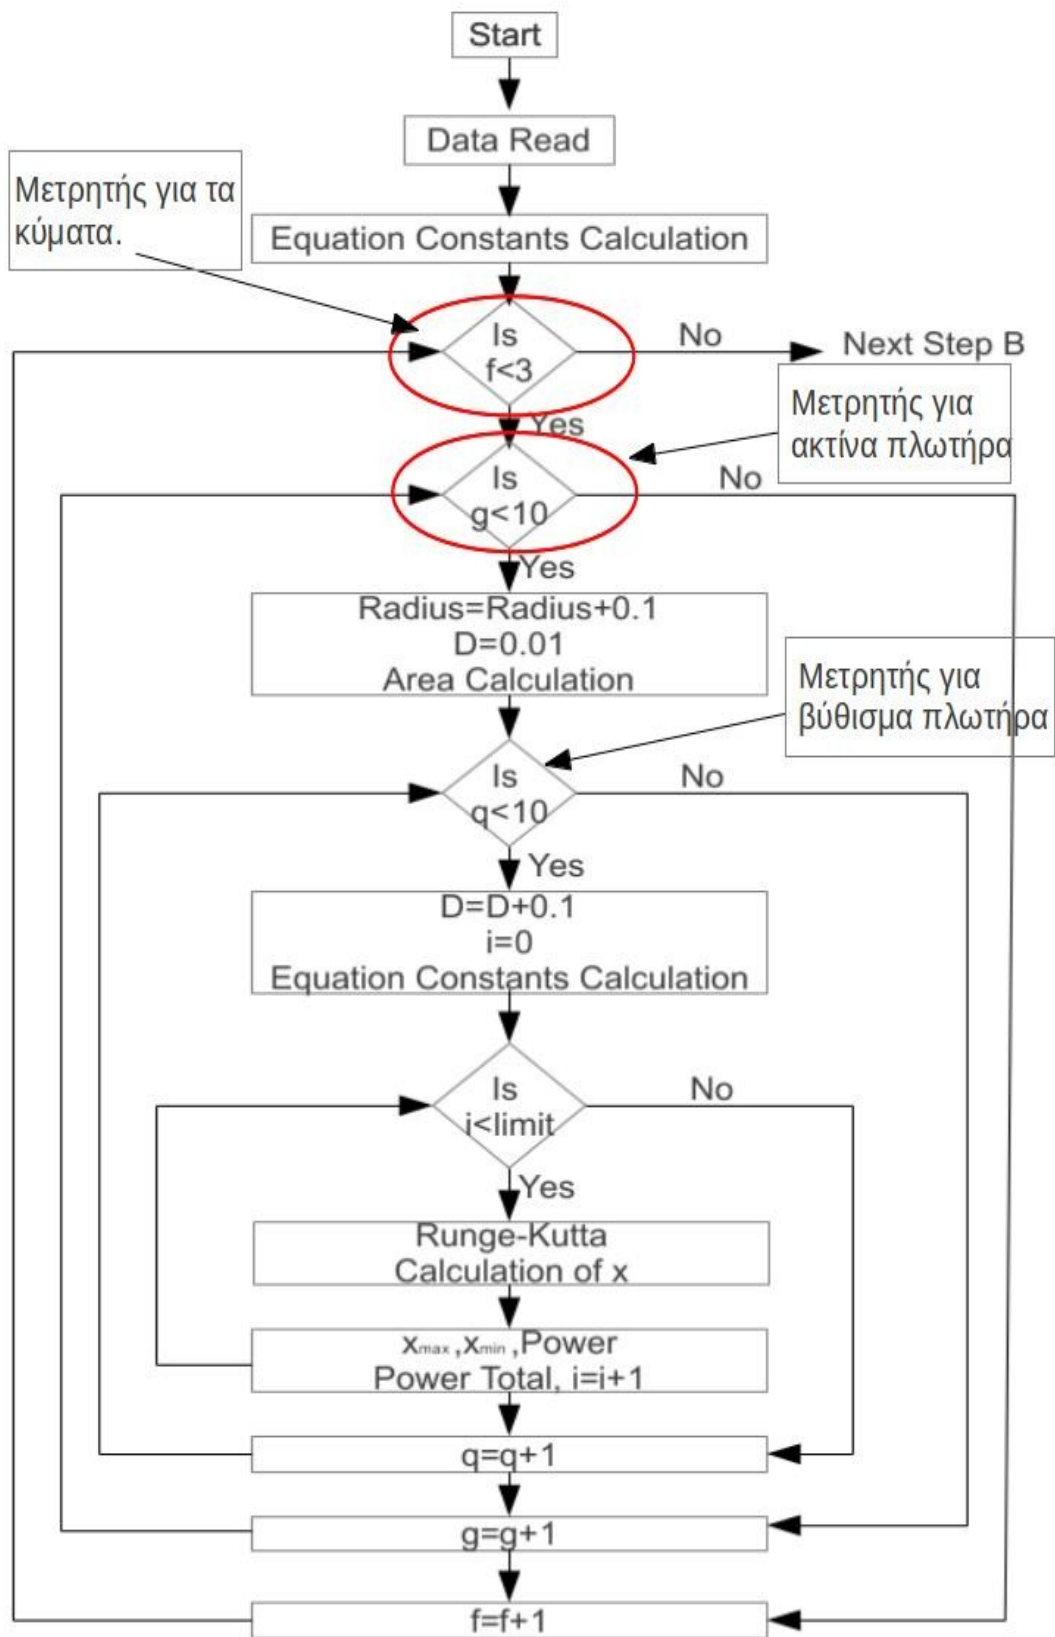 Start
Data Read
Μετρητής για τα
κύματα.
Equation Constants Calculation
Is
f<3
No
Next Step B
Yes
Μετρητής για
ακτίνα πλωτήρα
Is
g<10
No
Yes
Radius=Radius+0.1
D=0.01
Area Calculation
Μετρητής για
βύθισμα πλωτήρα
Is
q<10
No
Yes
D=D+0.1
i=0
Equation Constants Calculation
Is
i<limit
No
Yes
Runge-Kutta
Calculation of x
xmax,xmin,Power
Power Total, i=i+1
q=q+1
g=g+1
f=f+1